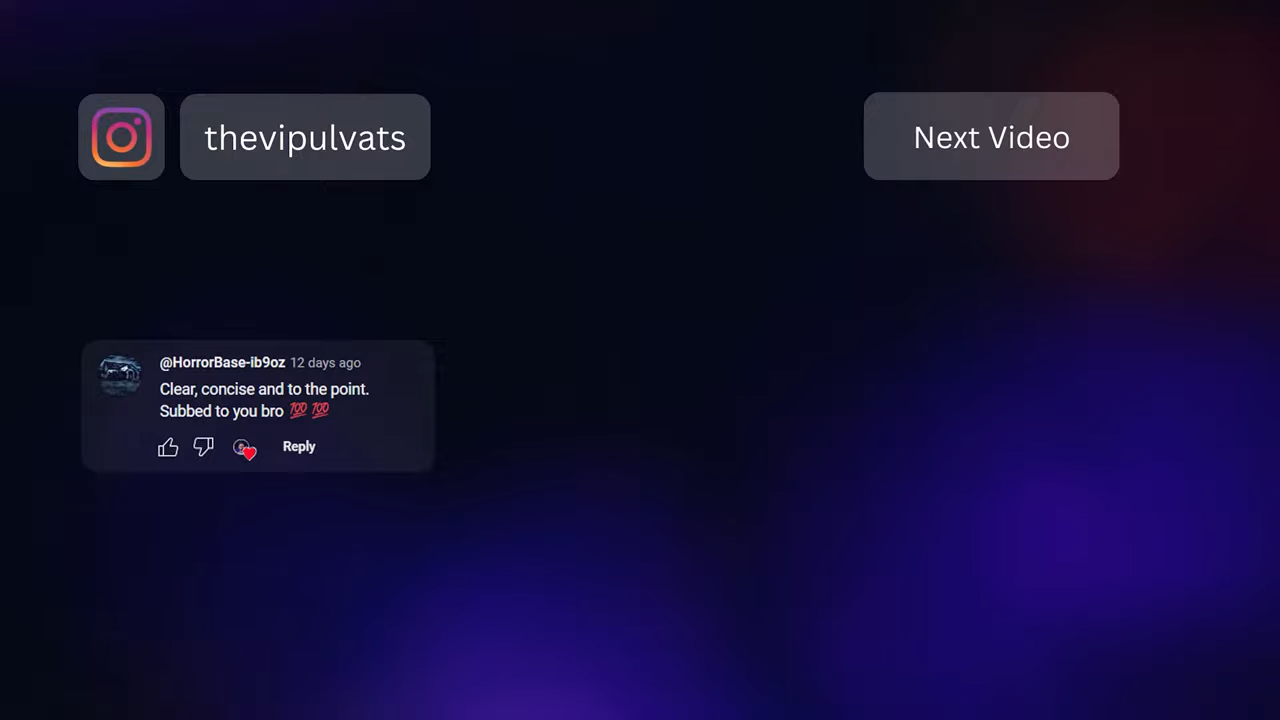 thevipulvats
Next Video
@HorrorBase-ib9oz 12 days ago
Clear, concise and to the point.
Subbed to you bro 💯 💯
Reply